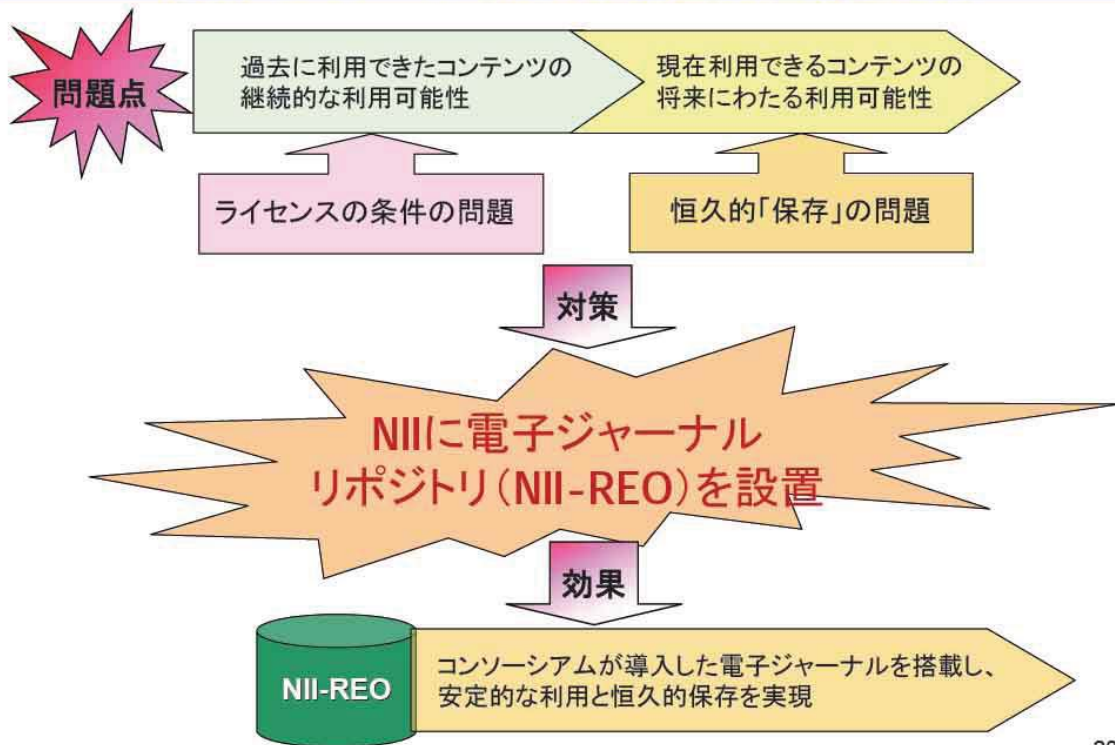 問題点
過去に利用できたコンテンツの
継続的な利用可能性
現在利用できるコンテンツの
将来にわたる利用可能性
ライセンスの条件の問題
恒久的「保存」の問題
対策
NIIに電子ジャーナル
リポジトリ(NII-REO)を設置
効果
NII-REO
コンソーシアムが導入した電子ジャーナルを搭載し、
安定的な利用と恒久的保存を実現